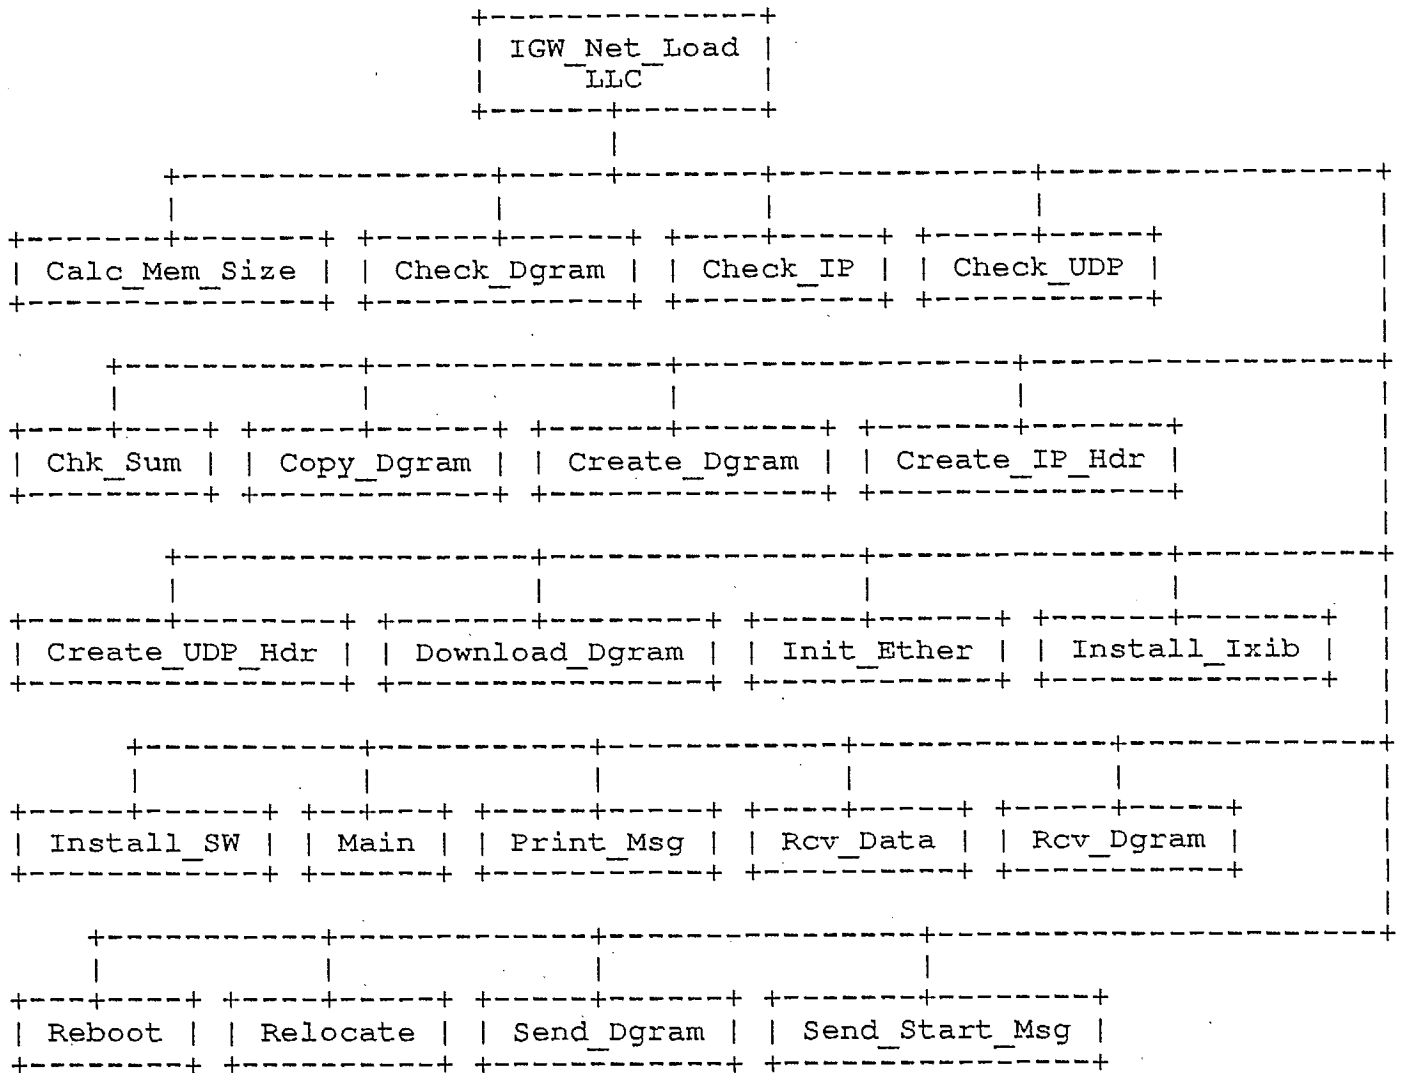 IGW_Net_Load
LLC
Calc_Mem_Size Check_Dgram Check_IP Check_UDP
Chk_Sum Copy_Dgram Create_Dgram Create_IP_Hdr
Create_UDP_Hdr Download_Dgram Init_Ether Install_Ixib
Install_SW Main Print_Msg Rcv_Data Rcv_Dgram
Reboot Relocate Send_Dgram Send_Start_Msg